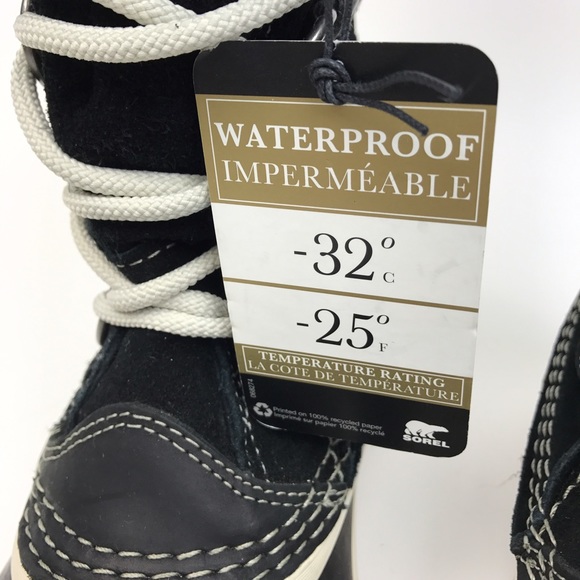 WATERPROOF
IMPERMÉABLE
-32° C
-25° F
TEMPERATURE RATING
LA COTE DE TEMPÉRATURE
Printed on 100% recycled paper
Imprimé sur papier 100% recyclé
SOREL